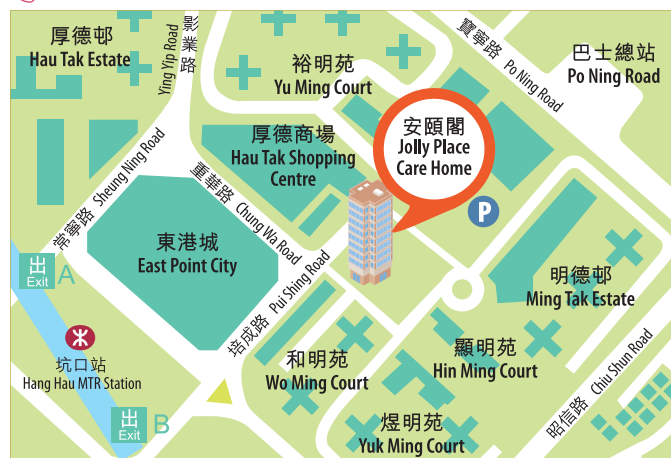 厚德邨
Hau Tak Estate
影業路
Ying Yip Road
裕明苑
Yu Ming Court
寶寧路
Po Ning Road
巴士總站
Po Ning Road
安頤閣
Jolly Place
Care Home
厚德商場
Hau Tak Shopping
Centre
常寧路
Sheung Ning Road
重華路
Chung Wa Road
P
東港城
East Point City
出
Exit
A
明德邨
Ming Tak Estate
培成路
Pui Shing Road
坑口站
Hang Hau MTR Station
和明苑
Wo Ming Court
顯明苑
Hin Ming Court
昭信路
Chiu Shun Road
出
Exit
B
煜明苑
Yuk Ming Court